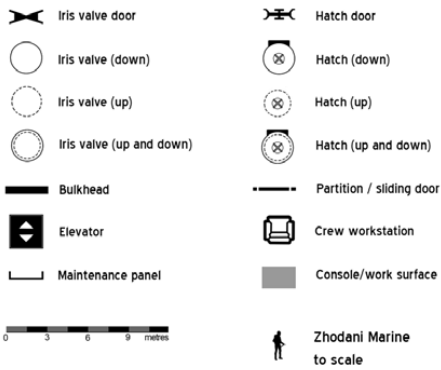 Iris valve door
Hatch door
Iris valve (down)
Hatch (down)
Iris valve (up)
Hatch (up)
Iris valve (up and down)
Hatch (up and down)
Bulkhead
Partition / sliding door
Elevator
Crew workstation
Maintenance panel
Console/work surface
0 3 6 9 metres
Zhodani Marine
to scale